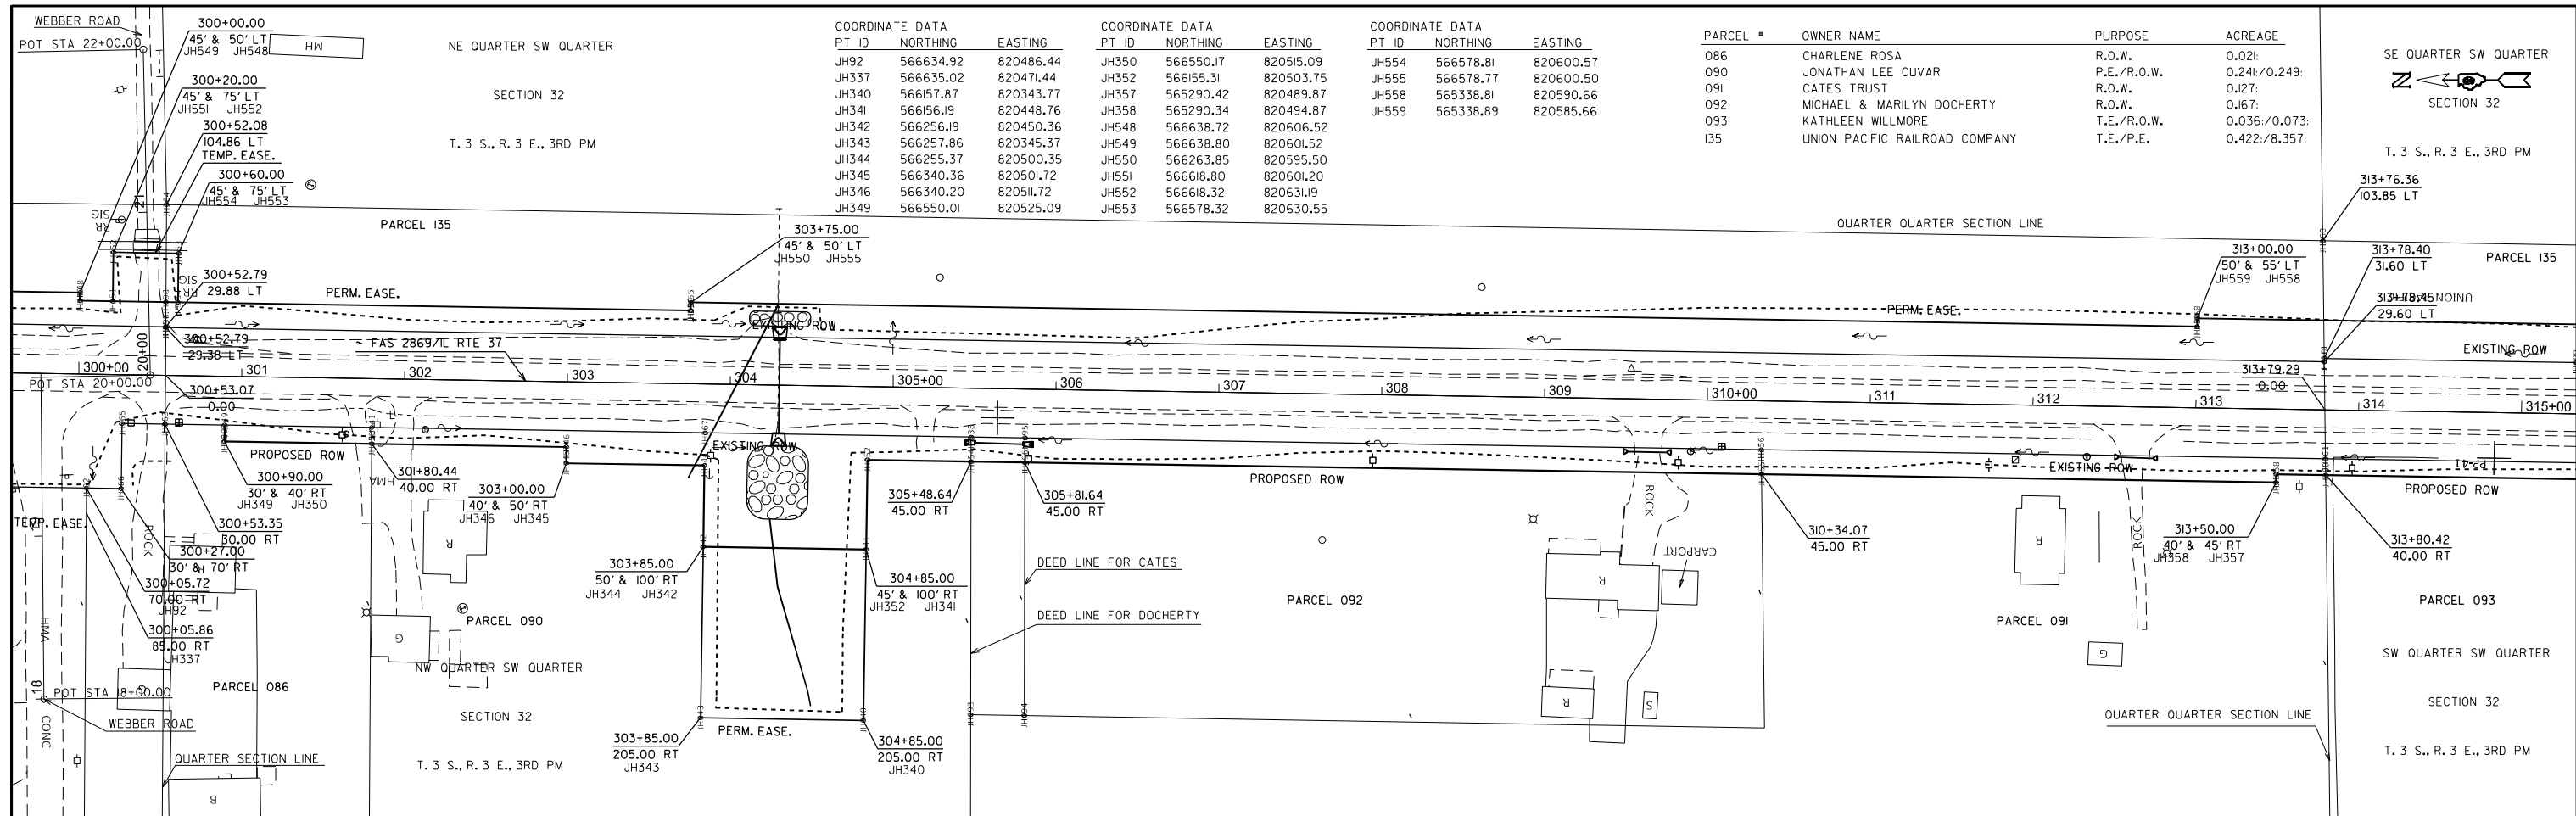 WEBBER ROAD
POT STA 22+00.00
300+00.00
45' & 50' LT
JH549 JH548
MH
300+20.00
45' & 75' LT
JH551 JH552
300+52.08
104.86 LT
TEMP. EASE.
300+60.00
45' & 75' LT
JH554 JH553
NE QUARTER SW QUARTER
SECTION 32
T. 3 S., R. 3 E., 3RD PM
COORDINATE DATA
PT ID NORTHING EASTING
JH92 566634.92 820486.44
JH337 566635.02 820471.44
JH340 566157.87 820343.77
JH341 566156.19 820448.76
JH342 566256.19 820450.36
JH343 566257.86 820345.37
JH344 566255.37 820500.35
JH345 566340.36 820501.72
JH346 566340.20 820511.72
JH349 566550.01 820525.09
COORDINATE DATA
PT ID NORTHING EASTING
JH350 566550.17 820515.09
JH352 566155.31 820503.75
JH357 565290.42 820489.87
JH358 565290.34 820494.87
JH548 566638.72 820606.52
JH549 566638.80 820601.52
JH550 566263.85 820595.50
JH551 566618.80 820601.20
JH552 566618.32 820631.19
JH553 566578.32 820630.55
COORDINATE DATA
PT ID NORTHING EASTING
JH554 566578.81 820600.57
JH555 566578.77 820600.50
JH558 565338.81 820590.66
JH559 565338.89 820585.66
PARCEL # OWNER NAME PURPOSE ACREAGE
086 CHARLENE ROSA R.O.W. 0.021:
090 JONATHAN LEE CUVAR P.E./R.O.W. 0.241:/0.249:
091 CATES TRUST R.O.W. 0.127:
092 MICHAEL & MARILYN DOCHERTY R.O.W. 0.167:
093 KATHLEEN WILLMORE T.E./R.O.W. 0.036:/0.073:
135 UNION PACIFIC RAILROAD COMPANY T.E./P.E. 0.422:/8.357:
SE QUARTER SW QUARTER
N
SECTION 32
T. 3 S., R. 3 E., 3RD PM
RR SIG
21
PARCEL 135
303+75.00
45' & 50' LT
JH550 JH555
QUARTER QUARTER SECTION LINE
313+76.36
103.85 LT
313+00.00
50' & 55' LT
JH559 JH558
313+78.40
31.60 LT
PARCEL 135
RR SIG
300+52.79
29.88 LT
PERM. EASE.
PERM. EASE.
313+78.45
29.60 LT
EXISTING ROW
300+52.79
29.38 LT
FAS 2869/IL RTE 37
EXISTING ROW
300+00 301 302 303 304 305+00 306 307 308 309 310+00 311 312 313 314 315+00
20+00
POT STA 20+00.00
300+53.07
0.00
313+79.29
0.00
PROPOSED ROW
EXISTING ROW
PROPOSED ROW
EXISTING ROW
PROPOSED ROW
300+90.00
30' & 40' RT
JH349 JH350
HMA
301+80.44
40.00 RT
303+00.00
40' & 50' RT
JH346 JH345
305+48.64
45.00 RT
305+81.64
45.00 RT
ROCK
310+34.07
45.00 RT
ROCK
313+50.00
40' & 45' RT
JH358 JH357
313+80.42
40.00 RT
TEMP. EASE.
300+53.35
30.00 RT
ROCK
300+27.00
30' & 70' RT
300+05.72
70.00 RT
JH92
300+05.86
85.00 RT
JH337
R
R
303+85.00
50' & 100' RT
JH344 JH342
304+85.00
45' & 100' RT
JH352 JH341
DEED LINE FOR CATES
DEED LINE FOR DOCHERTY
PARCEL 092
R
CARPORT
R
PARCEL 091
PARCEL 093
HMA
G
PARCEL 090
G
NW QUARTER SW QUARTER
SW QUARTER SW QUARTER
18
POT STA 18+00.00
G
PARCEL 086
WEBBER ROAD
CONC
SECTION 32
R
S
SECTION 32
QUARTER QUARTER SECTION LINE
303+85.00
205.00 RT
JH343
PERM. EASE.
304+85.00
205.00 RT
JH340
QUARTER SECTION LINE
T. 3 S., R. 3 E., 3RD PM
T. 3 S., R. 3 E., 3RD PM
B